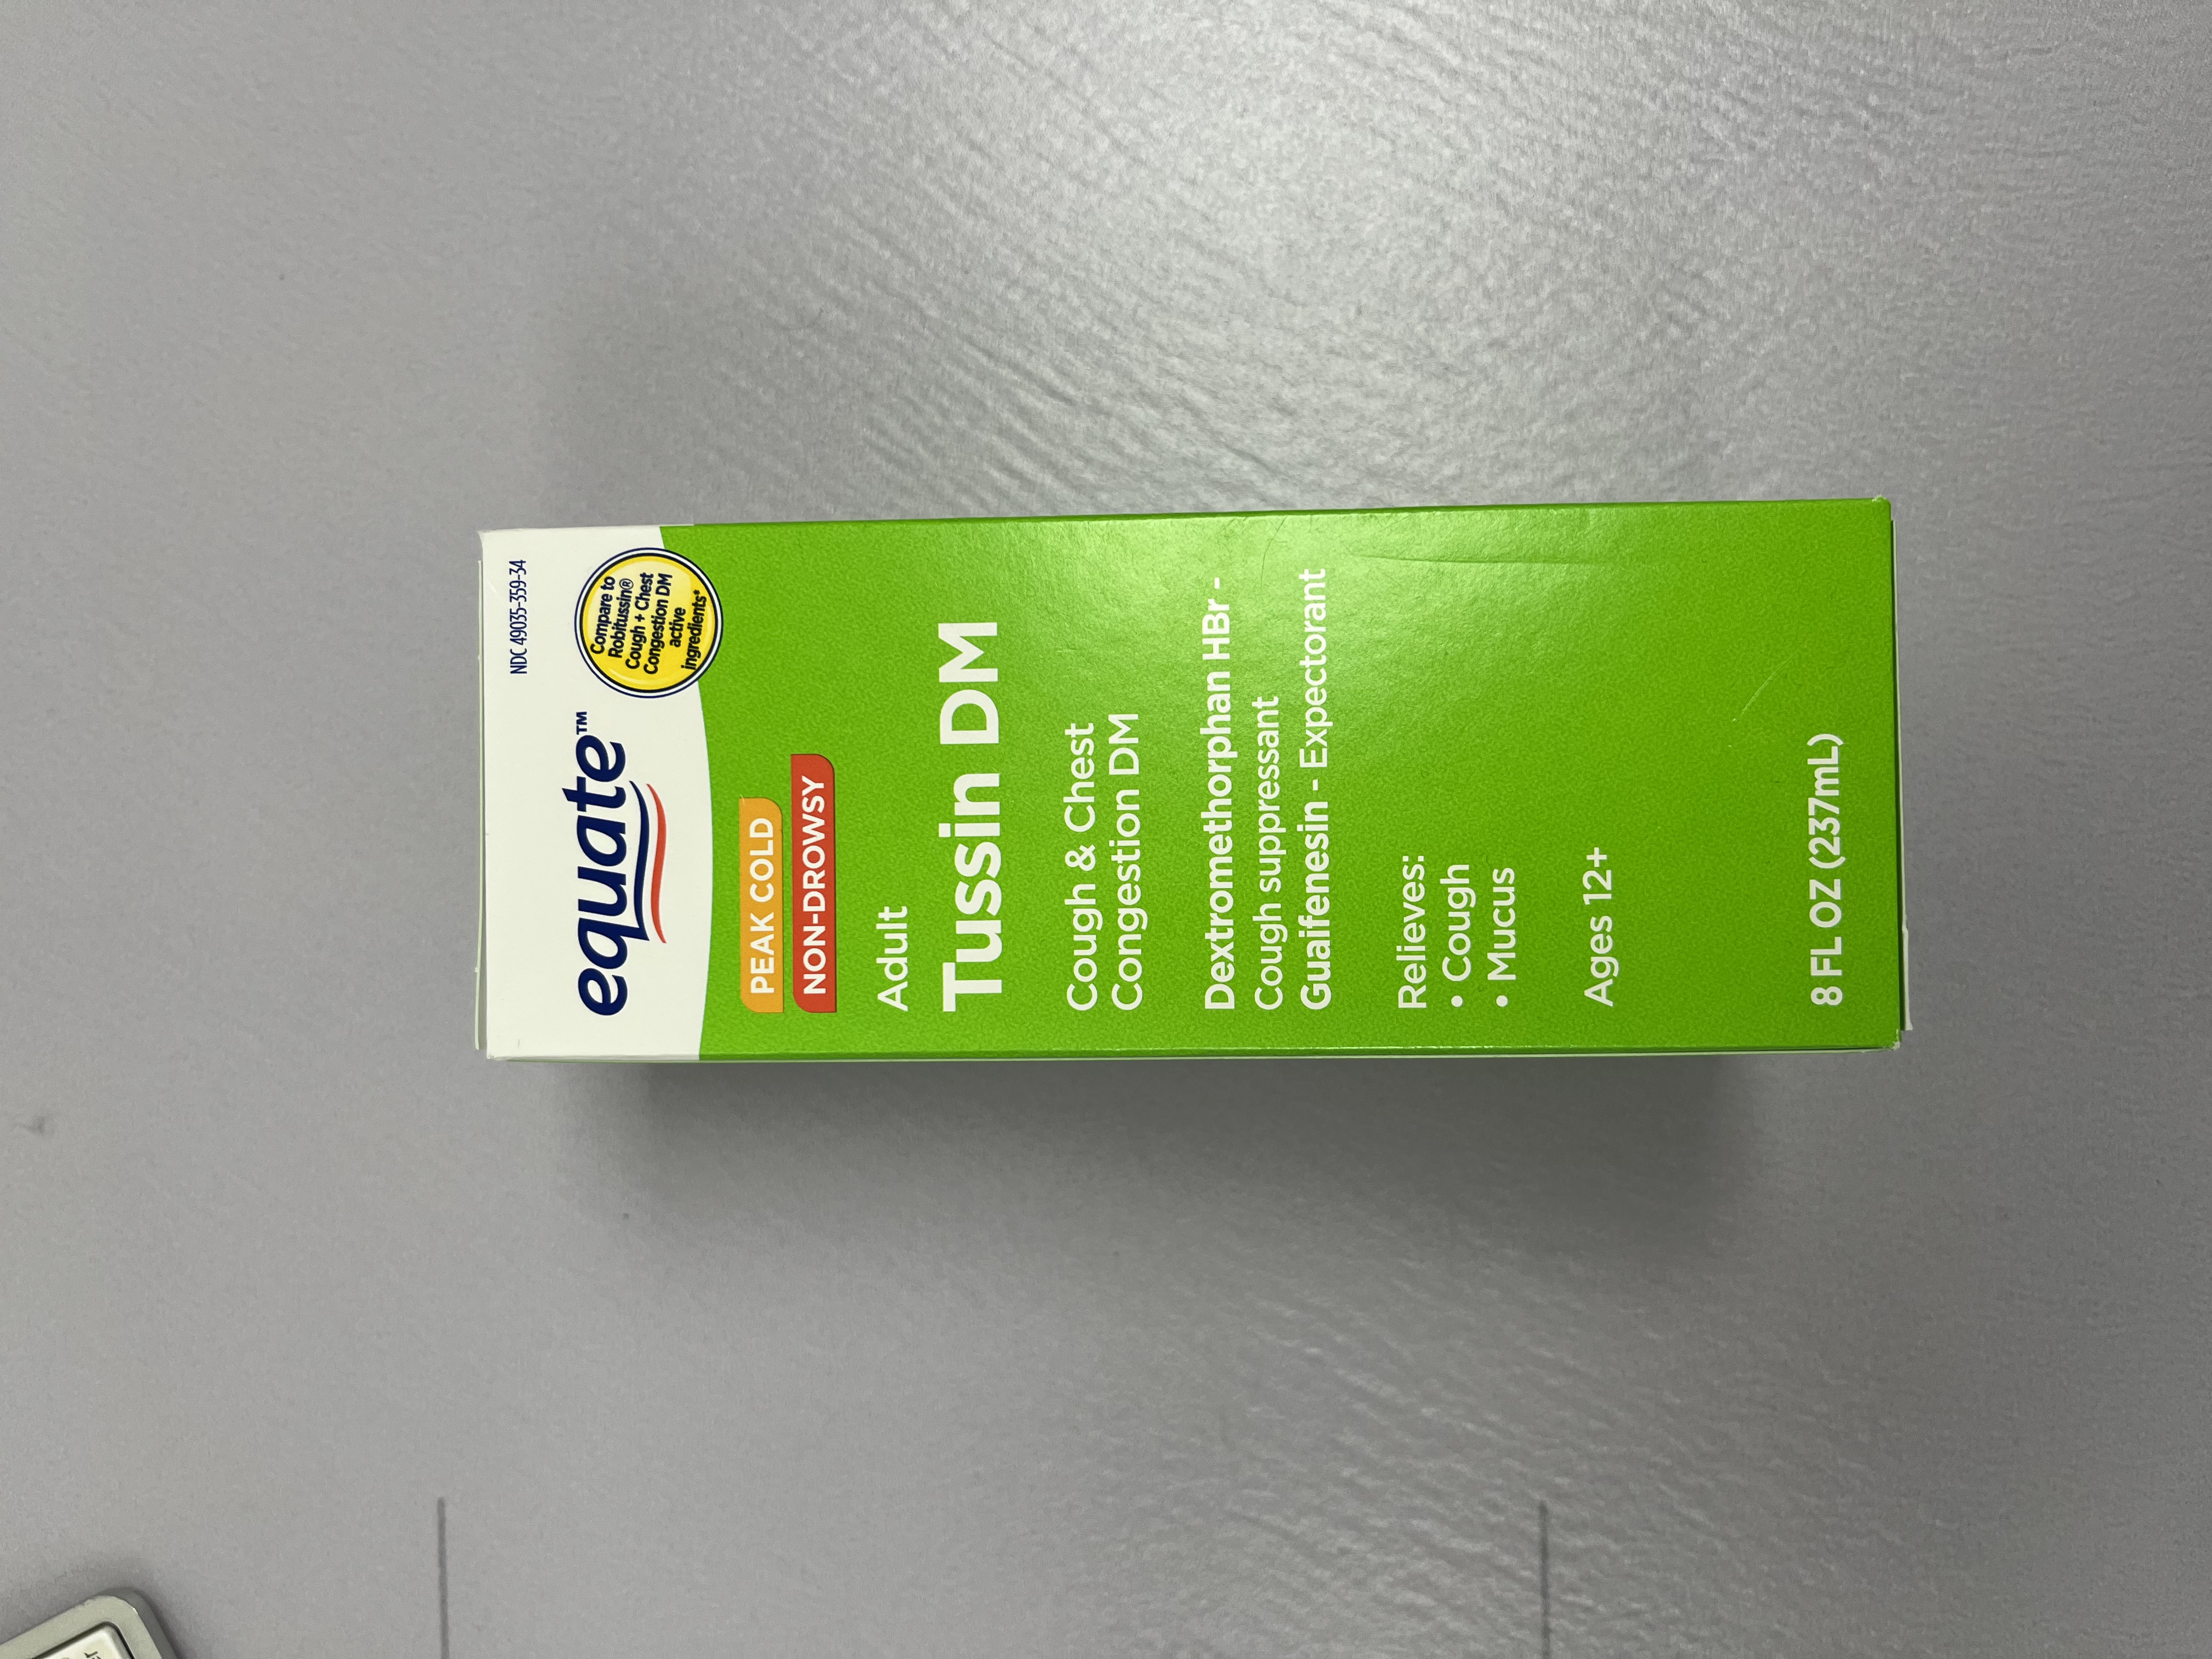 er
NDC 49035-359-34
equate™
Compare to
Robitussin®
Cough + Chest
Congestion DM
active
ingredients*
PEAK COLD
NON-DROWSY
Adult
Tussin DM
Cough & Chest
Congestion DM
Dextromethorphan HBr -
Cough suppressant
Guaifenesin - Expectorant
Relieves:
• Cough
• Mucus
Ages 12+
8 FL OZ (237mL)